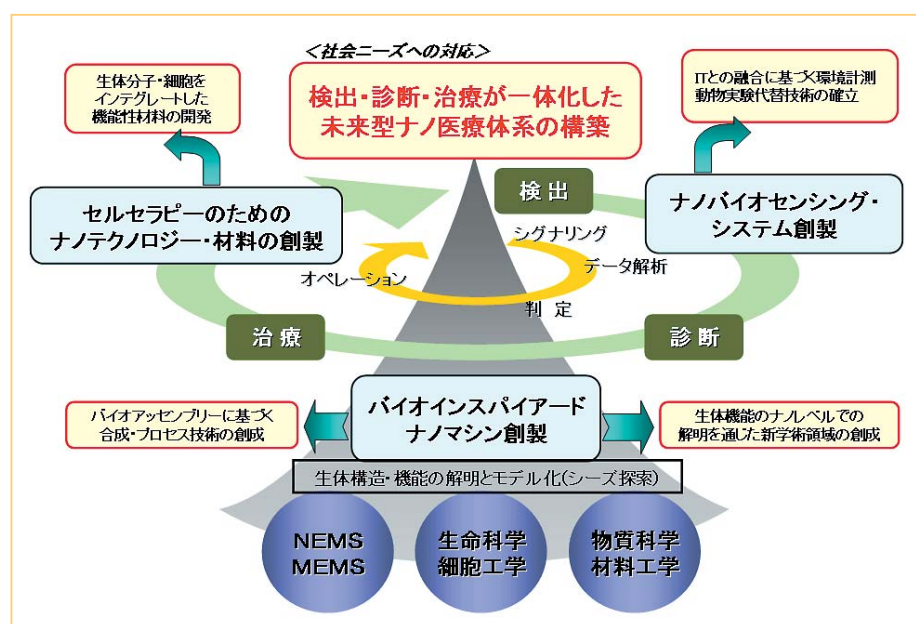 ＜社会ニーズへの対応＞
検出・診断・治療が一体化した
未来型ナノ医療体系の構築
生体分子・細胞を
インテグレートした
機能性材料の開発
ITとの融合に基づく環境計測
動物実験代替技術の確立
セルセラピーのための
ナノテクノロジー・材料の創製
検出
ナノバイオセンシング・
システム創製
シグナリング
データ解析
オペレーション
判定
治療
診断
バイオインスパイアード
ナノマシン創製
バイオアッセンブリーに基づく
合成・プロセス技術の創成
生体機能のナノレベルでの
解明を通じた新学術領域の創成
生体構造・機能の解明とモデル化(シーズ探索)
NEMS
MEMS
生命科学
細胞工学
物質科学
材料工学